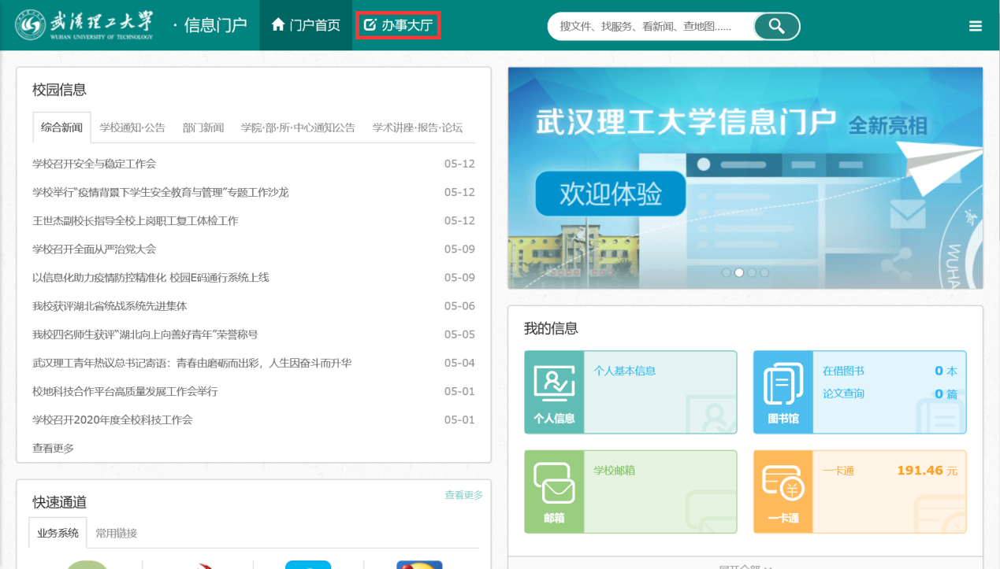 武汉理工大学
WUHAN UNIVERSITY OF TECHNOLOGY
· 信息门户
门户首页
办事大厅
搜文件、找服务、看新闻、查地图......
校园信息
综合新闻 学校通知·公告 部门新闻 学院·部·所·中心通知公告 学术讲座·报告·论坛
学校召开安全与稳定工作会 05-12
学校举行“疫情背景下学生安全教育与管理”专题工作沙龙 05-12
王世杰副校长指导全校上岗职工复工体检工作 05-12
学校召开全面从严治党大会 05-09
以信息化助力疫情防控精准化 校园E码通行系统上线 05-09
我校获评湖北省统战系统先进集体 05-06
我校四名师生获评“湖北向上向善好青年”荣誉称号 05-05
武汉理工青年热议总书记寄语：青春由磨砺而出彩，人生因奋斗而升华 05-04
校地科技合作平台高质量发展工作会举行 05-01
学校召开2020年度全校科技工作会 05-01
查看更多
快速通道 查看更多
业务系统 常用链接
武汉理工大学信息门户 全新亮相
欢迎体验
WUHA
我的信息
个人信息
个人基本信息
图书馆
在借图书 0 本
论文查询 0 篇
邮箱
学校邮箱
一卡通
一卡通 191.46 元